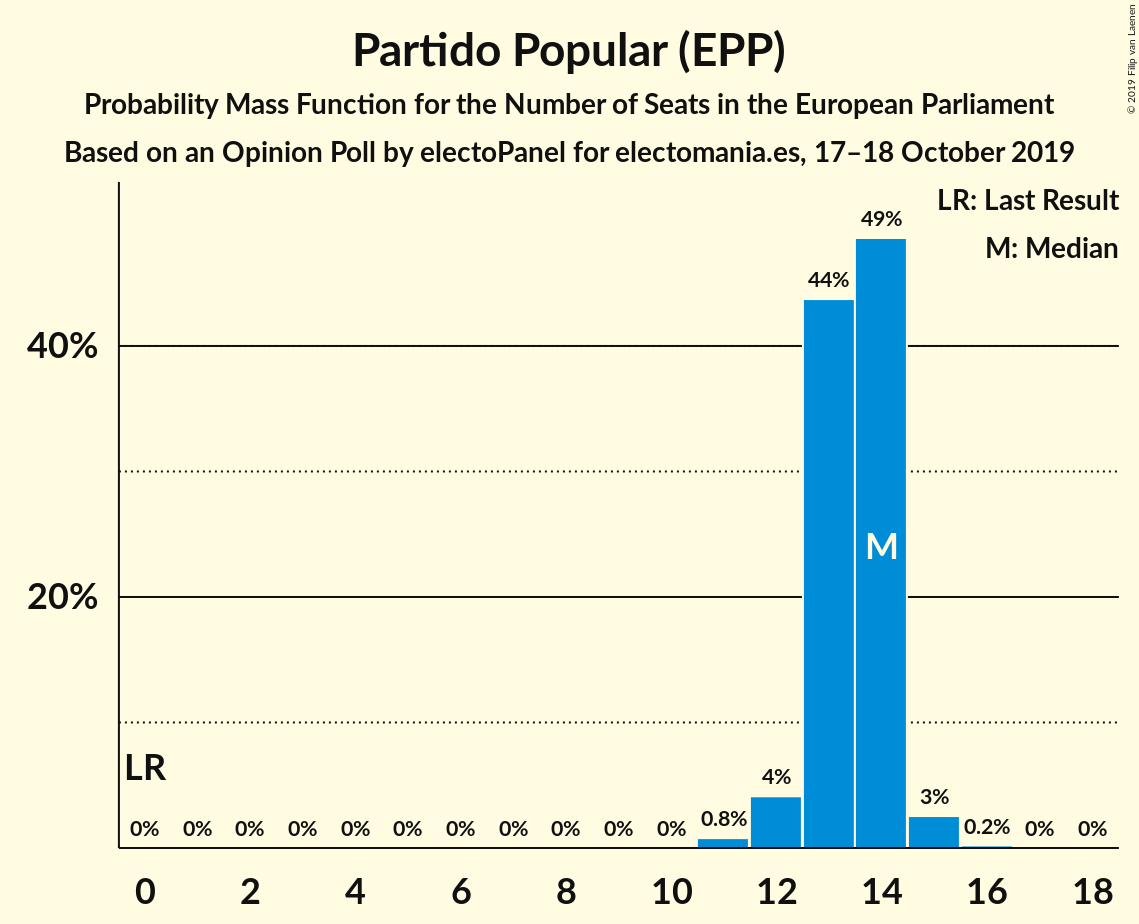 Partido Popular (EPP)
Probability Mass Function for the Number of Seats in the European Parliament
Based on an Opinion Poll by electoPanel for electomania.es, 17–18 October 2019
© 2019 Filip van Laenen
LR: Last Result
M: Median
49%
44%
40%
M
20%
LR
4%
3%
0% 0% 0% 0% 0% 0% 0% 0% 0% 0% 0% 0.8% 0.2% 0% 0%
0 2 4 6 8 10 12 14 16 18